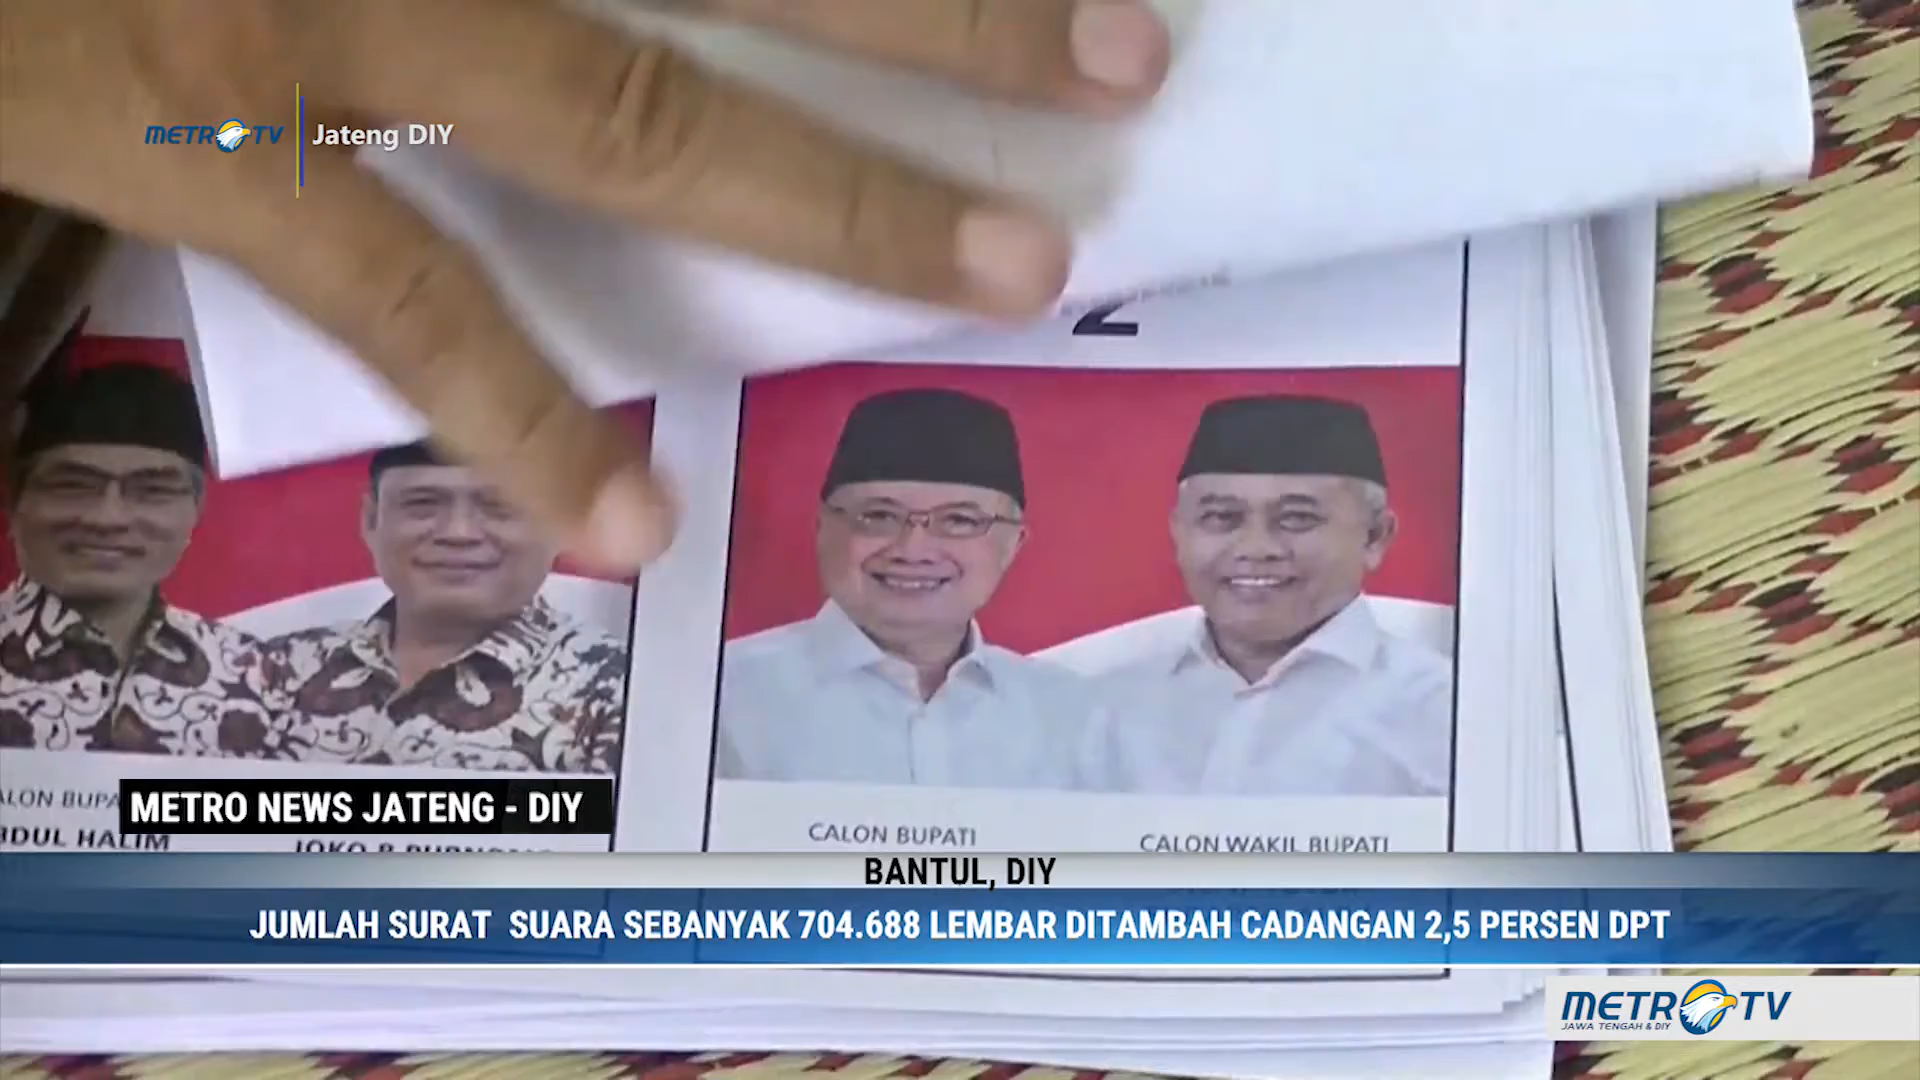 METRO TV Jateng DIY
2
CALON BUPATI
CALON WAKIL BUPATI
METRO NEWS JATENG - DIY
HALIM
BANTUL, DIY
JUMLAH SURAT SUARA SEBANYAK 704.688 LEMBAR DITAMBAH CADANGAN 2,5 PERSEN DPT
METRO TV
JAWA TENGAH & DIY